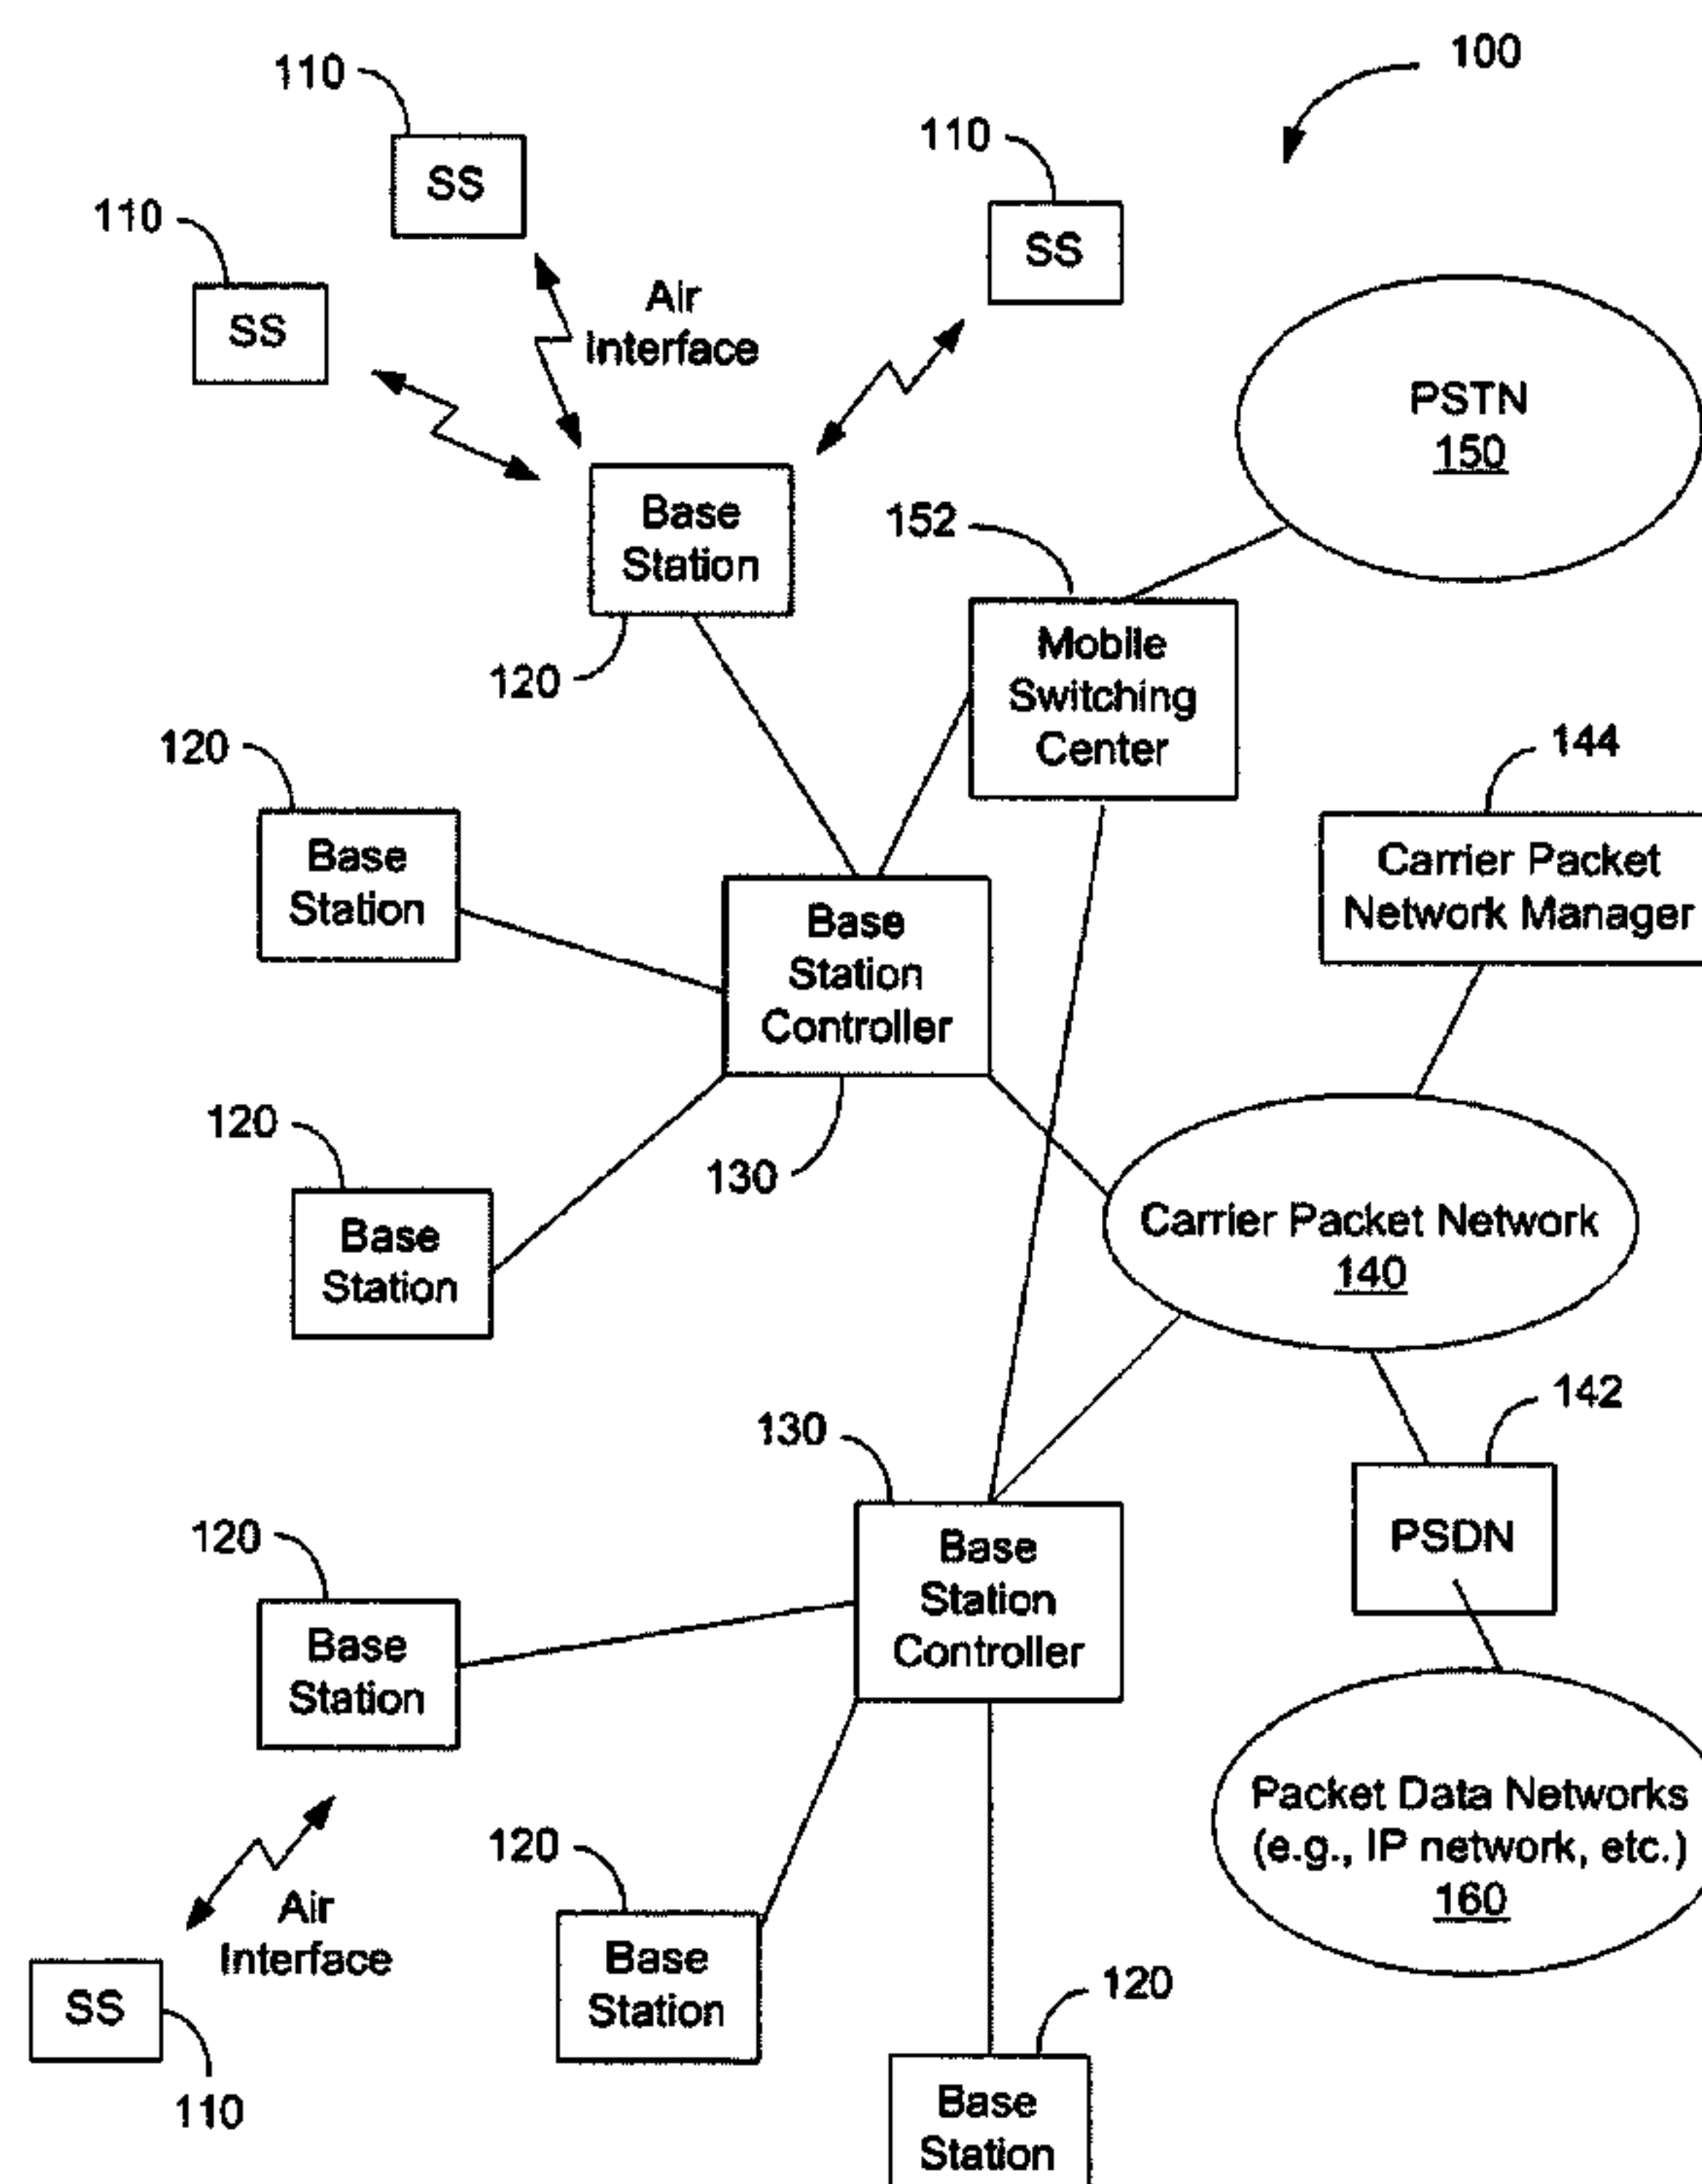 100
110
SS
110
SS
110
SS
Air
Interface
PSTN
150
Base
Station
120
152
Mobile
Switching
Center
120
Base
Station
144
Carrier Packet
Network Manager
Base
Station
Controller
130
120
Base
Station
Carrier Packet Network
140
130
Base
Station
Controller
142
PSDN
120
Base
Station
Packet Data Networks
(e.g., IP network, etc.)
160
Air
Interface
SS
110
120
Base
Station
120
Base
Station